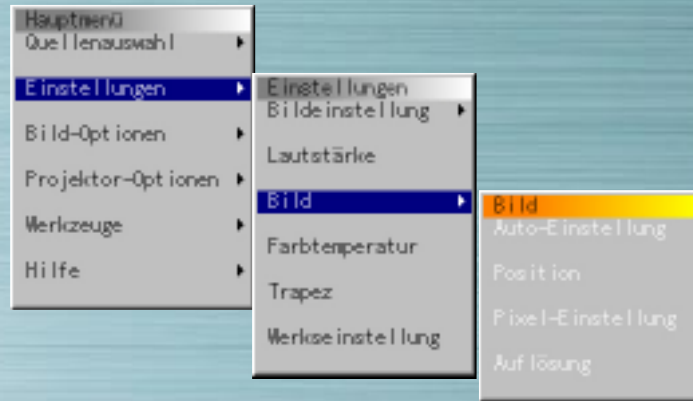 Hauptmenü
Quellenauswahl
Einstellungen
Bild-Optionen
Projektor-Optionen
Werkzeuge
Hilfe
Einstellungen
Bildeinstellung
Lautstärke
Bild
Farbtemperatur
Trapez
Werkseinstellung
Bild
Auto-Einstellung
Position
Pixel-Einstellung
Auflösung